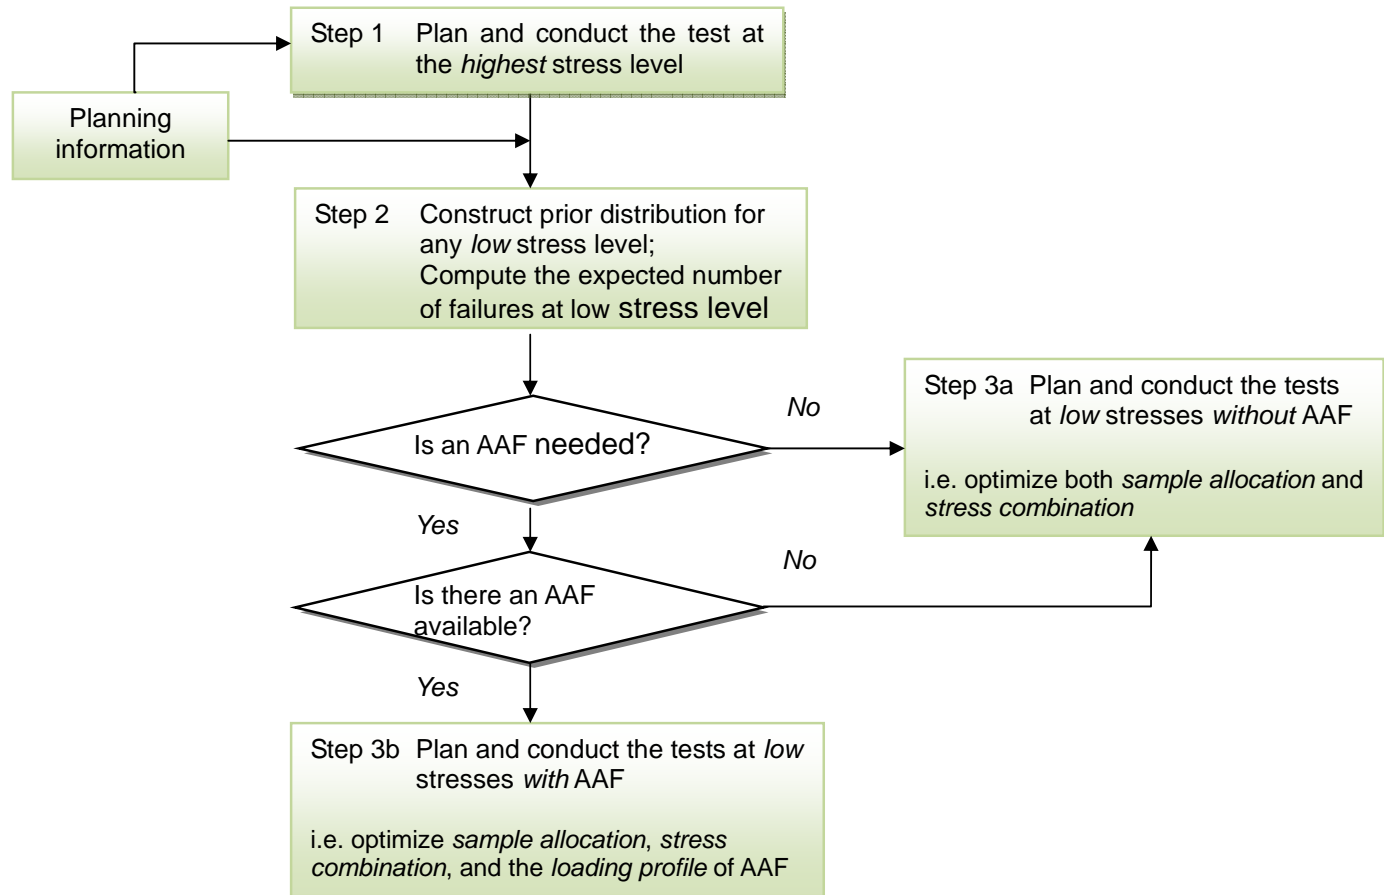 Step 1 Plan and conduct the test at
the highest stress level
Planning
information
Step 2 Construct prior distribution for
any low stress level;
Compute the expected number
of failures at low stress level
Is an AAF needed?
No
Step 3a Plan and conduct the tests
at low stresses without AAF
i.e. optimize both sample allocation and
stress combination
Yes
Is there an AAF
available?
No
Yes
Step 3b Plan and conduct the tests at low
stresses with AAF
i.e. optimize sample allocation, stress
combination, and the loading profile of AAF